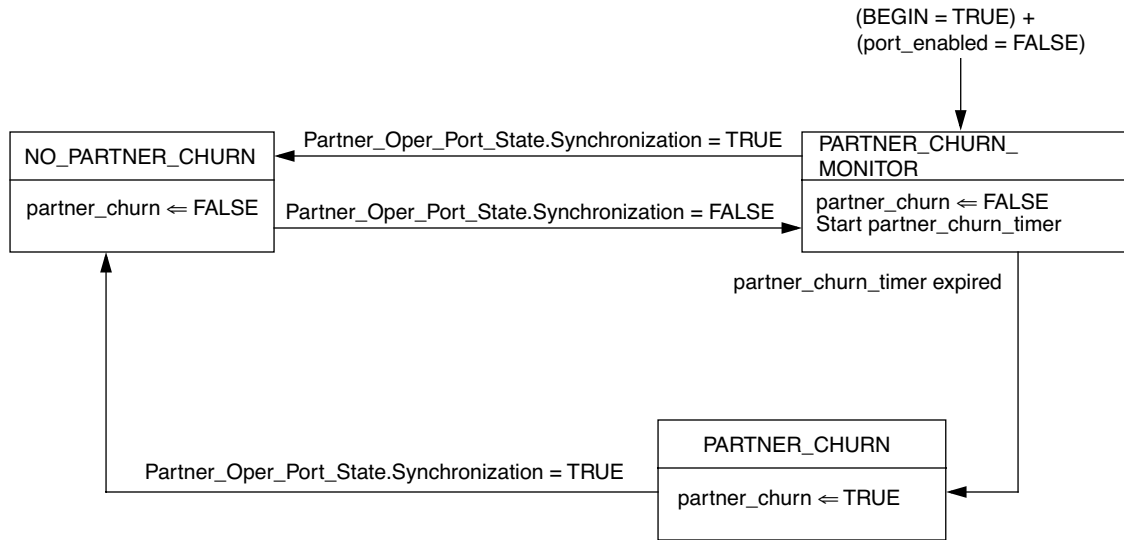 (BEGIN = TRUE) +
(port_enabled = FALSE)
Partner_Oper_Port_State.Synchronization = TRUE
NO_PARTNER_CHURN
PARTNER_CHURN_
MONITOR
partner_churn ⇐ FALSE
Partner_Oper_Port_State.Synchronization = FALSE
partner_churn ⇐ FALSE
Start partner_churn_timer
partner_churn_timer expired
PARTNER_CHURN
Partner_Oper_Port_State.Synchronization = TRUE
partner_churn ⇐ TRUE